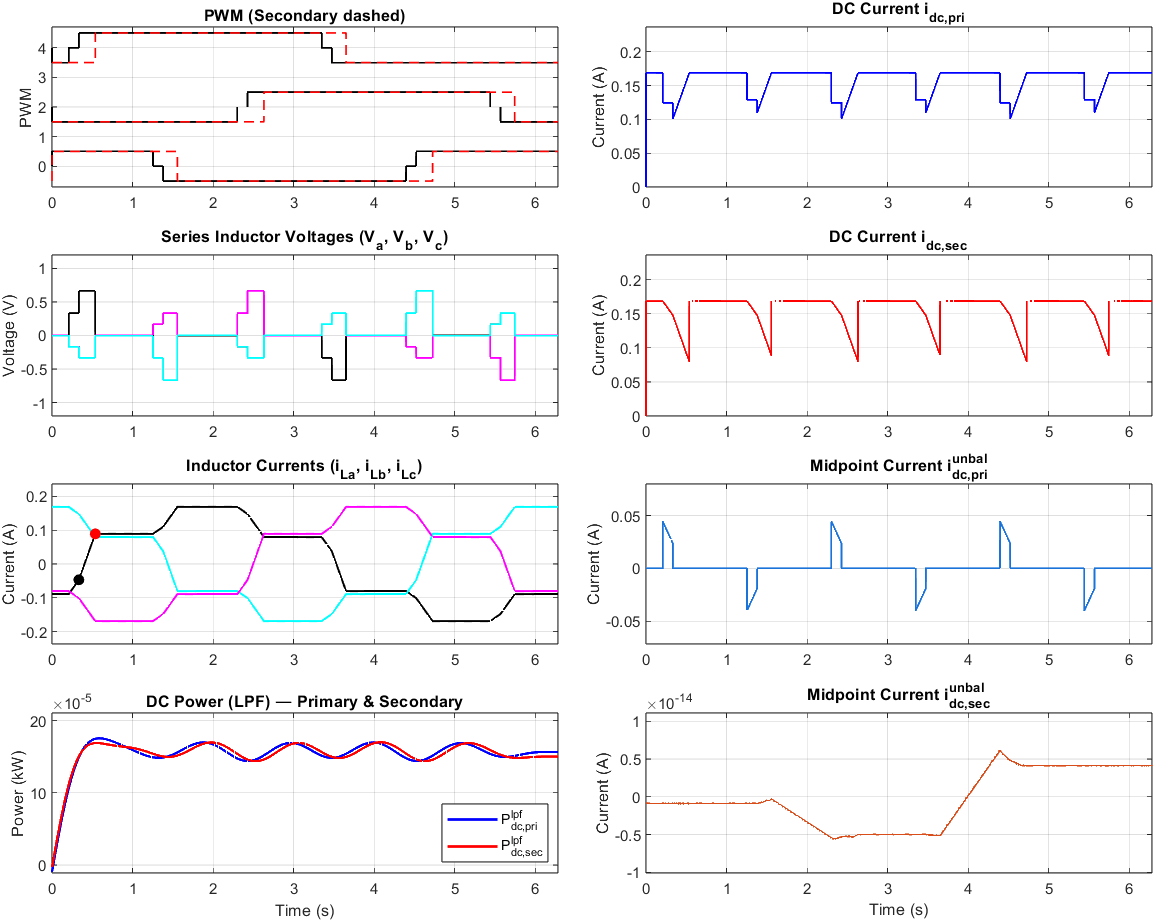 PWM (Secondary dashed)
PWM
4
3
2
1
0
0 1 2 3 4 5 6
DC Current i_dc,pri
Current (A)
0.2
0.15
0.1
0.05
0
0 1 2 3 4 5 6
Series Inductor Voltages (V_a, V_b, V_c)
Voltage (V)
1
0.5
0
-0.5
-1
0 1 2 3 4 5 6
DC Current i_dc,sec
Current (A)
0.2
0.15
0.1
0.05
0
0 1 2 3 4 5 6
Inductor Currents (i_La, i_Lb, i_Lc)
Current (A)
0.2
0.1
0
-0.1
-0.2
0 1 2 3 4 5 6
Midpoint Current i_dc,pri^unbal
Current (A)
0.05
0
-0.05
0 1 2 3 4 5 6
DC Power (LPF) — Primary & Secondary
×10^-5
Power (kW)
20
10
0
P_dc,pri^lpf
P_dc,sec^lpf
0 1 2 3 4 5 6
Time (s)
Midpoint Current i_dc,sec^unbal
×10^-14
Current (A)
1
0.5
0
-0.5
-1
0 1 2 3 4 5 6
Time (s)